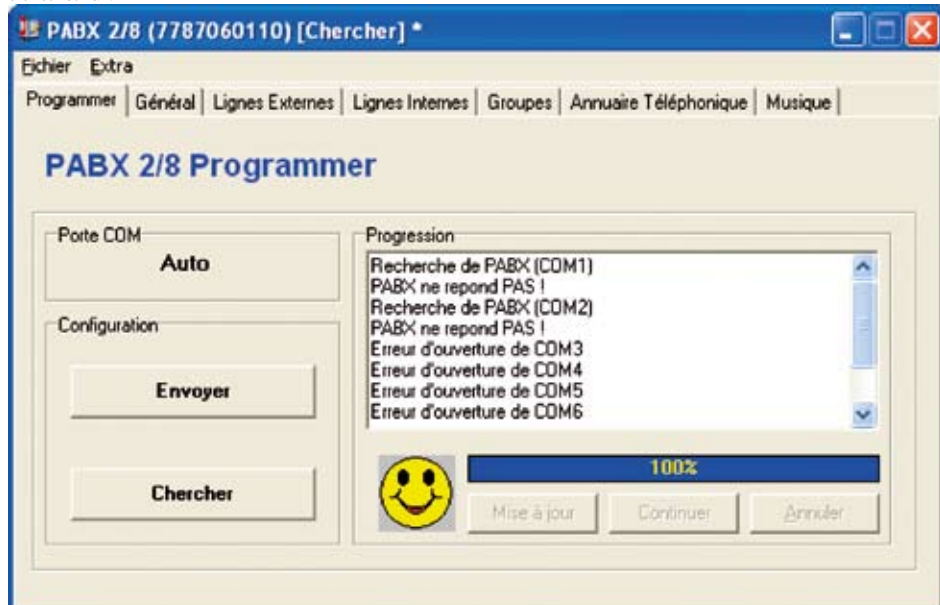 PABX 2/8 (7787060110) [Chercher] *
Fichier Extra
Programmer Général Lignes Externes Lignes Internes Groupes Annuaire Téléphonique Musique
PABX 2/8 Programmer
Porte COM
Auto
Configuration
Envoyer
Chercher
Progression
Recherche de PABX (COM1)
PABX ne repond PAS !
Recherche de PABX (COM2)
PABX ne repond PAS !
Erreur d'ouverture de COM3
Erreur d'ouverture de COM4
Erreur d'ouverture de COM5
Erreur d'ouverture de COM6
100%
Mise à jour Continuer Annuler